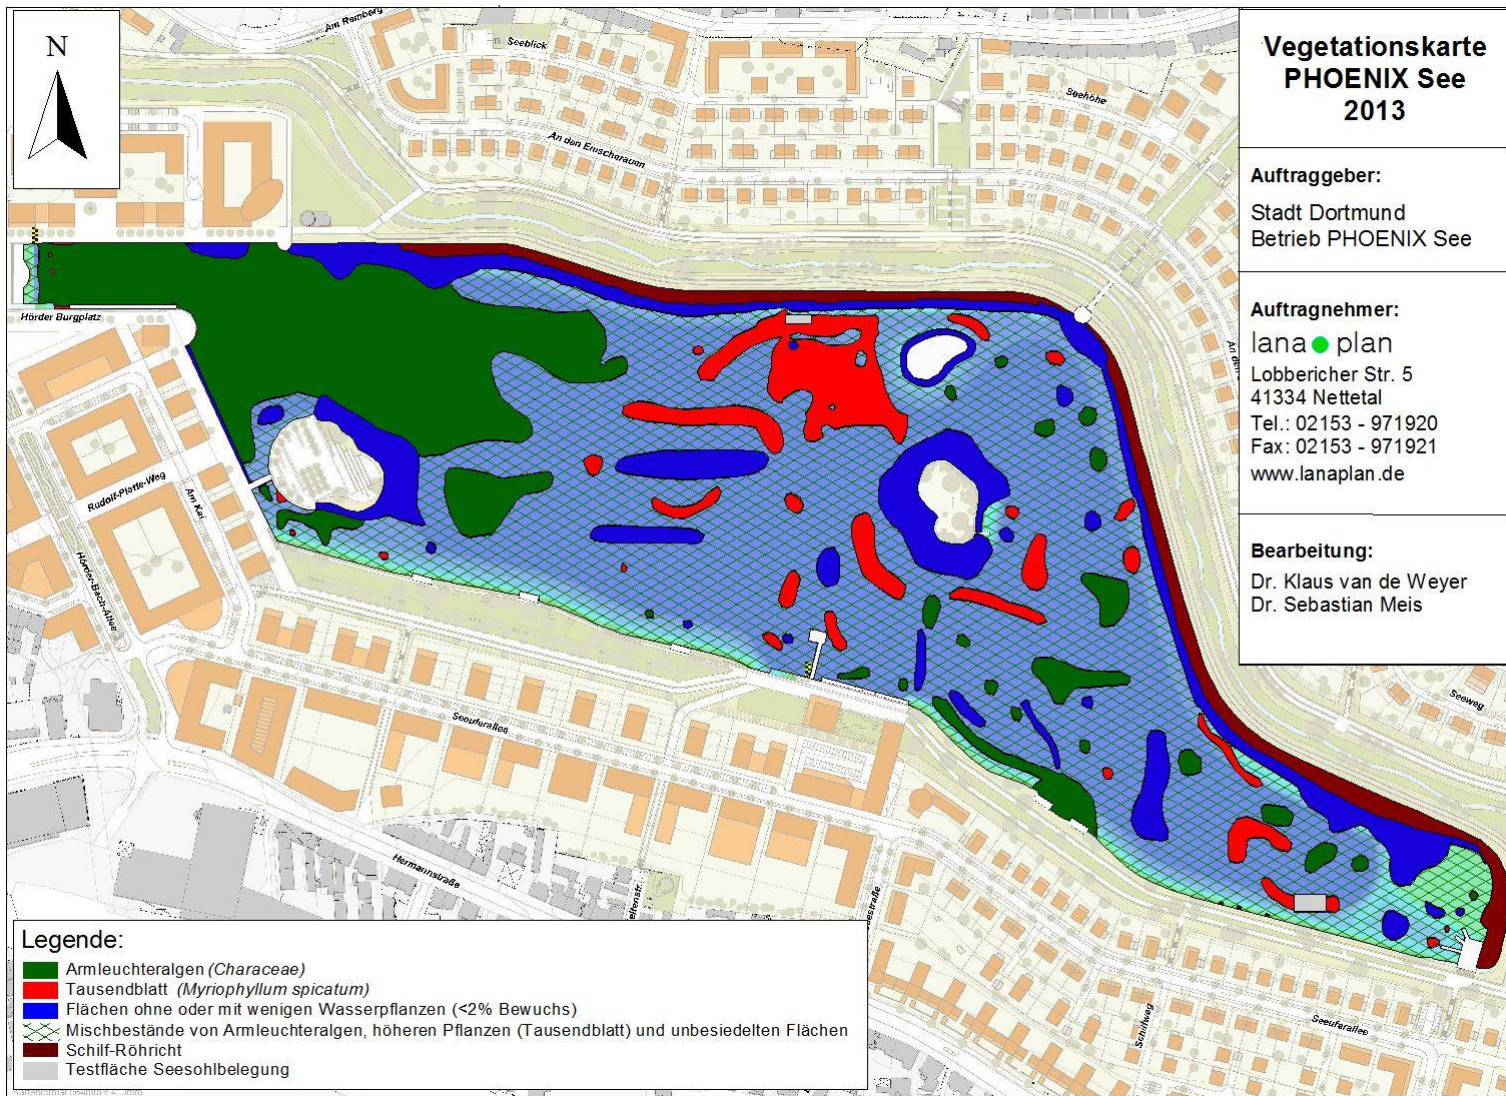 N
Am Remberg
Seeblick
Seehöhe
An den Emscherauen
Hörder Burgplatz
Rudolf-Platte-Weg
Am Kai
Hörder-Bach-Allee
Seeuferallee
Hermannstraße
Seeweg
Schilfweg
Seeuferallee
Vegetationskarte
PHOENIX See
2013
Auftraggeber:
Stadt Dortmund
Betrieb PHOENIX See
Auftragnehmer:
lana plan
Lobbericher Str. 5
41334 Nettetal
Tel.: 02153 - 971920
Fax: 02153 - 971921
www.lanaplan.de
Bearbeitung:
Dr. Klaus van de Weyer
Dr. Sebastian Meis
Legende:
Armleuchteralgen (Characeae)
Tausendblatt (Myriophyllum spicatum)
Flächen ohne oder mit wenigen Wasserpflanzen (<2% Bewuchs)
Mischbestände von Armleuchteralgen, höheren Pflanzen (Tausendblatt) und unbesiedelten Flächen
Schilf-Röhricht
Testfläche Seesohlbelegung